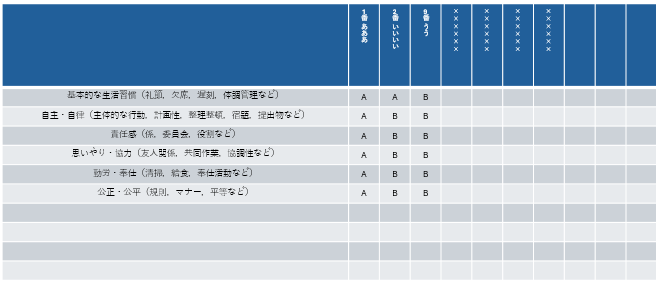 1番 あああ
2番 いいいい
9番 うう
××××××
××××××
××××××
××××××
基本的な生活習慣（礼節，欠席，遅刻，体調管理など） A A B
自主・自律（主体的な行動，計画性，整理整頓，宿題，提出物など） A B B
責任感（係，委員会，役割など） A B B
思いやり・協力（友人関係，共同作業，協調性など） A B B
勤労・奉仕（清掃，給食，奉仕活動など） A B B
公正・公平（規則，マナー，平等など） A B B